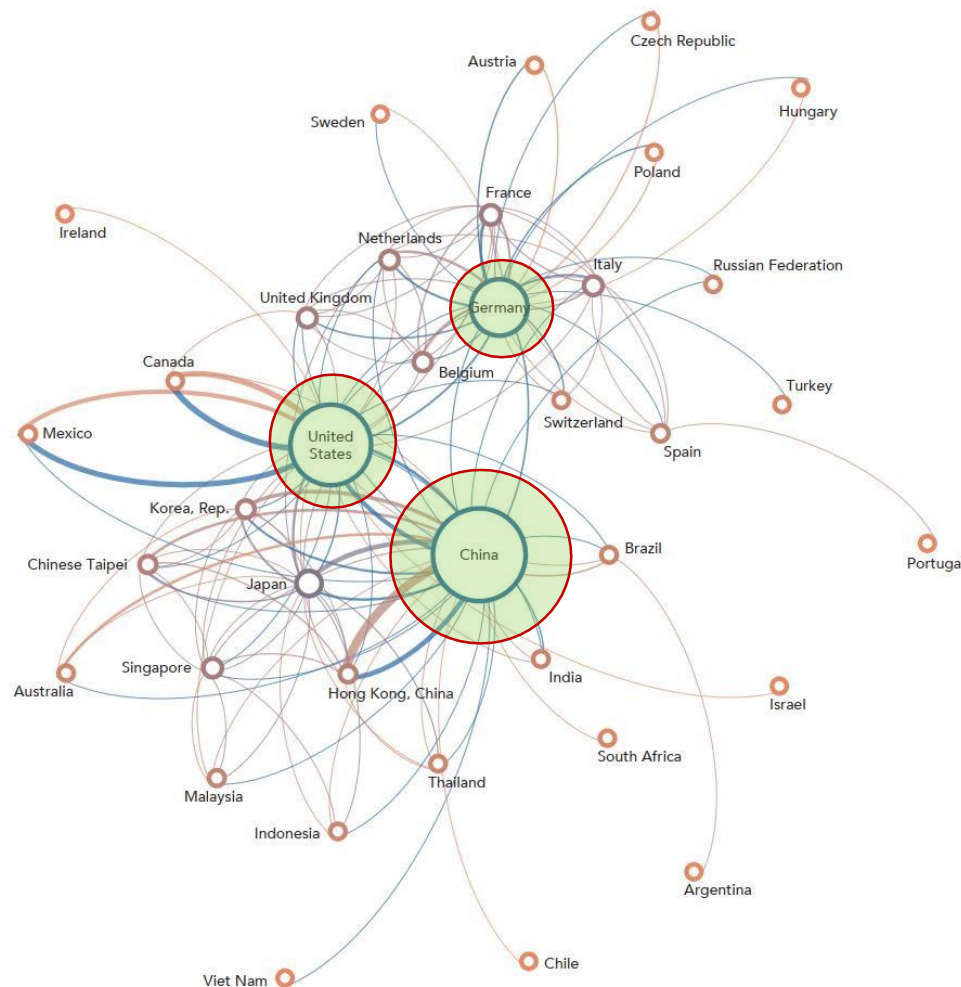 Czech Republic
Austria
Hungary
Sweden
Poland
France
Ireland
Netherlands
Italy
Russian Federation
United Kingdom
Germany
Canada
Belgium
Turkey
Switzerland
Mexico
United
States
Spain
Korea, Rep.
Brazil
China
Chinese Taipei
Portuga
Japan
Singapore
India
Australia
Hong Kong, China
Israel
South Africa
Thailand
Malaysia
Indonesia
Argentina
Chile
Viet Nam